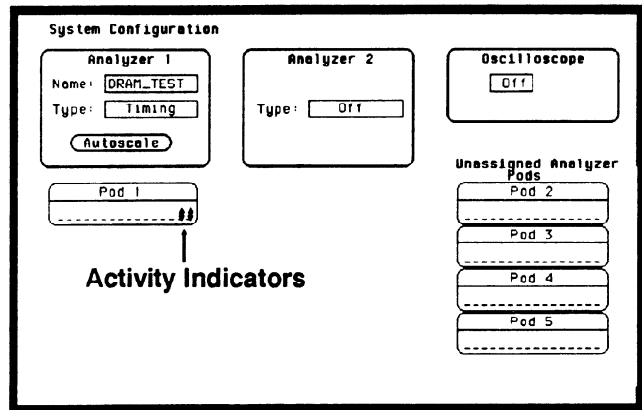 System Configuration
Analyzer 1
Name: DRAM_TEST
Type: Timing
Autoscale
Analyzer 2
Type: Off
Oscilloscope
Off
Pod 1
Activity Indicators
Unassigned Analyzer
Pods
Pod 2
Pod 3
Pod 4
Pod 5